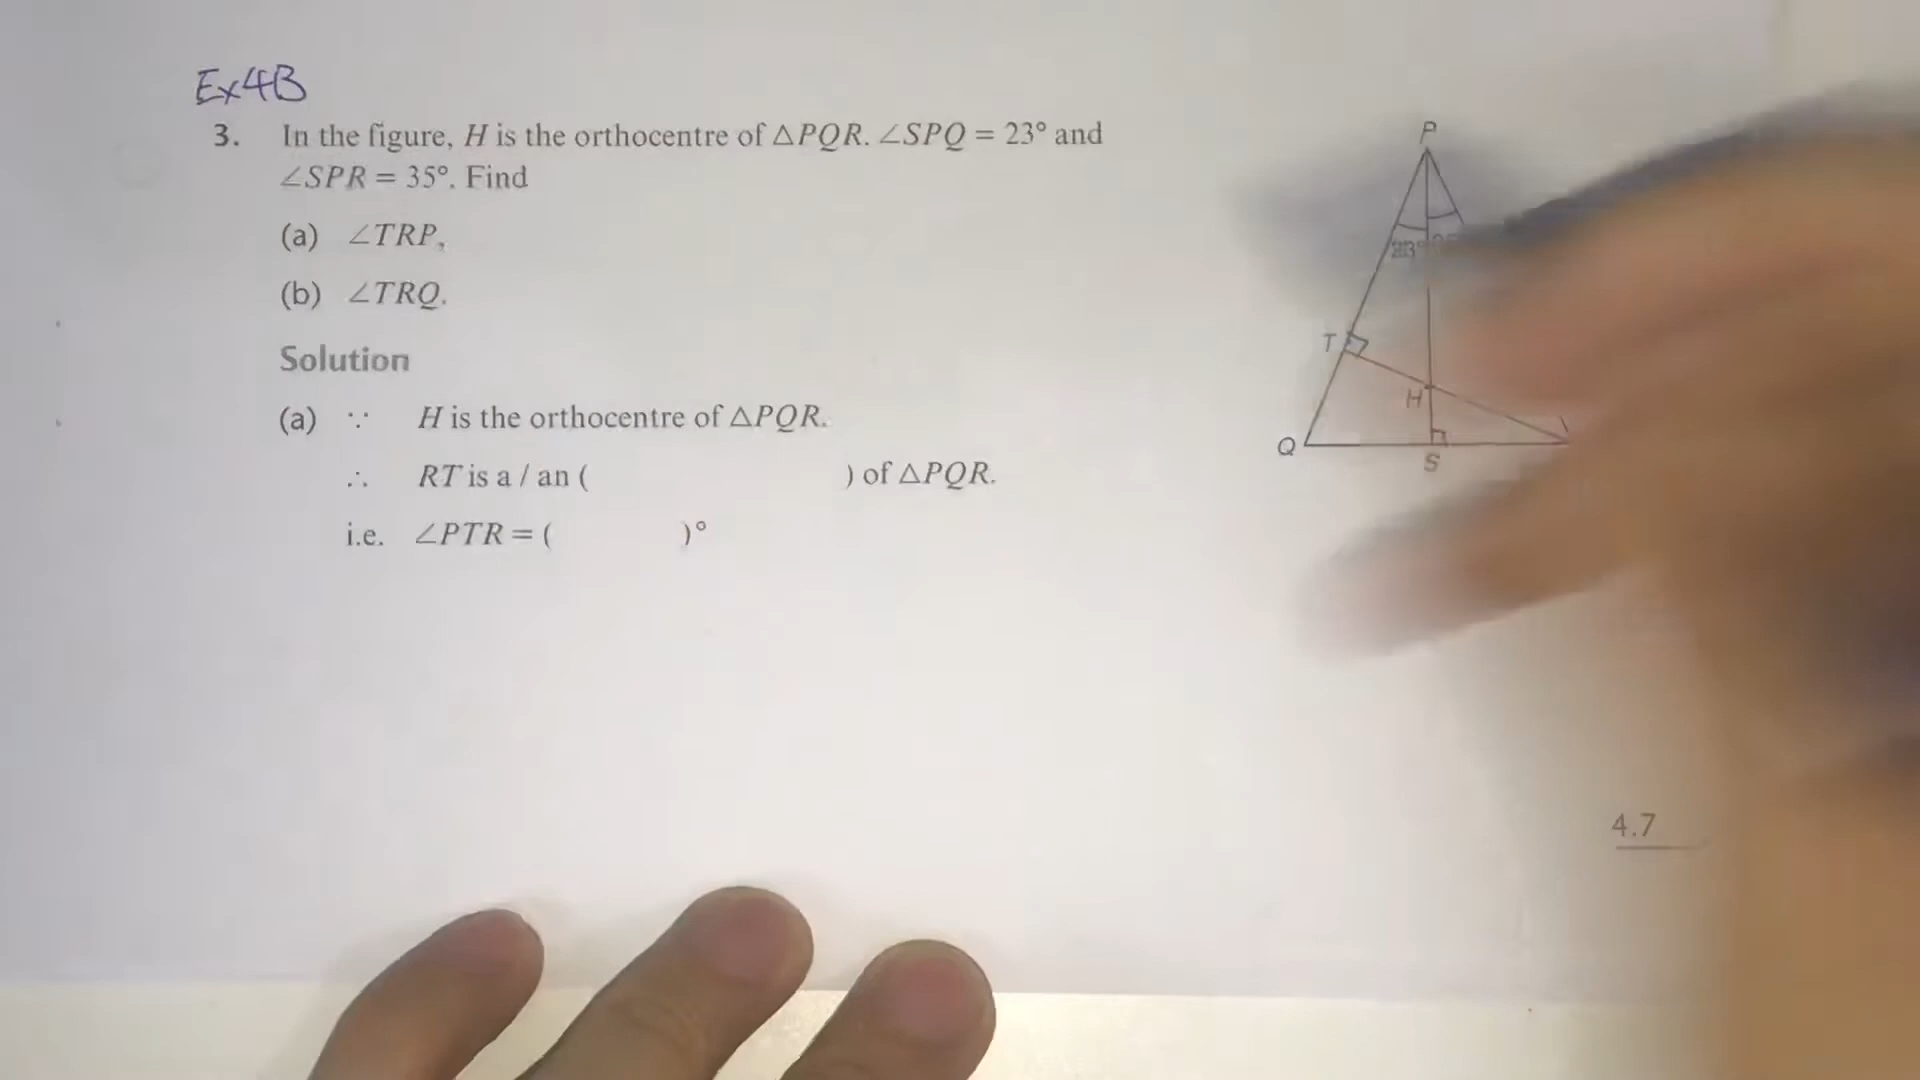 Ex4B
3. In the figure, H is the orthocentre of △PQR. ∠SPQ = 23° and
∠SPR = 35°. Find
(a) ∠TRP,
(b) ∠TRQ.
Solution
(a) ∵ H is the orthocentre of △PQR.
∴ RT is a / an ( ) of △PQR.
i.e. ∠PTR = ( )°
P
23°
T
H
Q
S
4.7